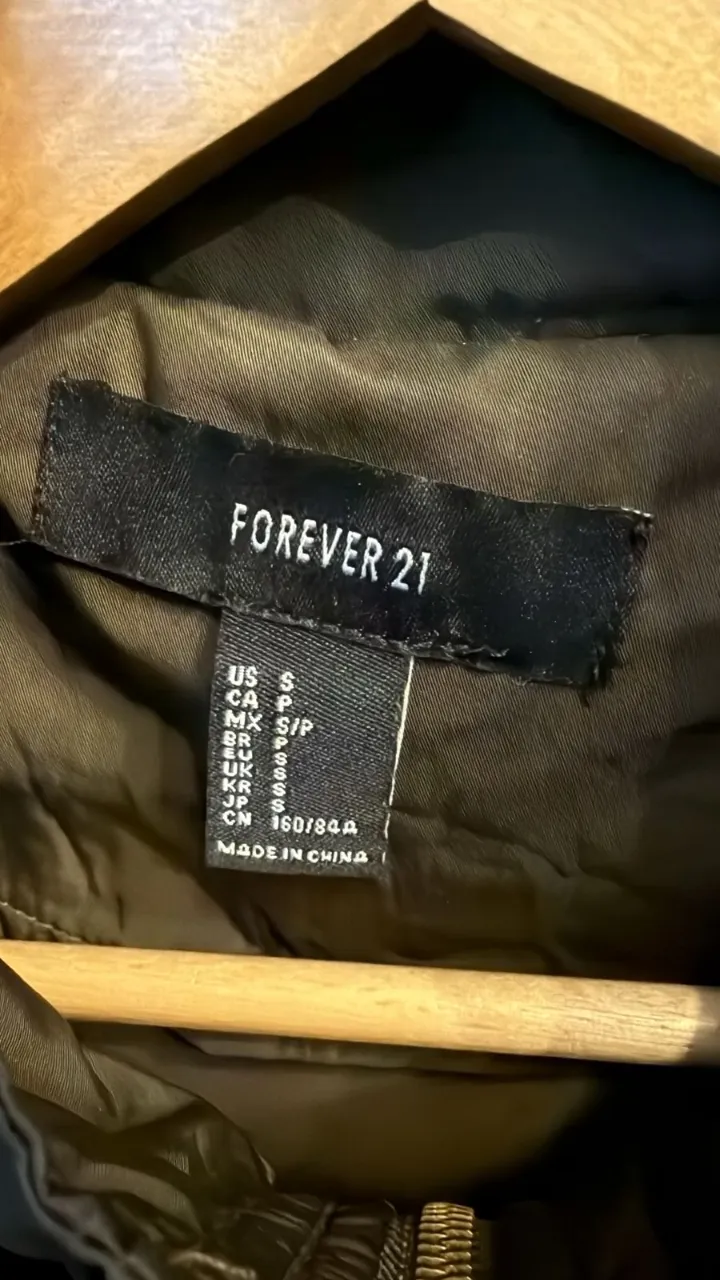 FOREVER 21
US S
CA P
MX S/P
BR P
EU S
UK S
KR S
JP S
CN 160/84A
MADE IN CHINA